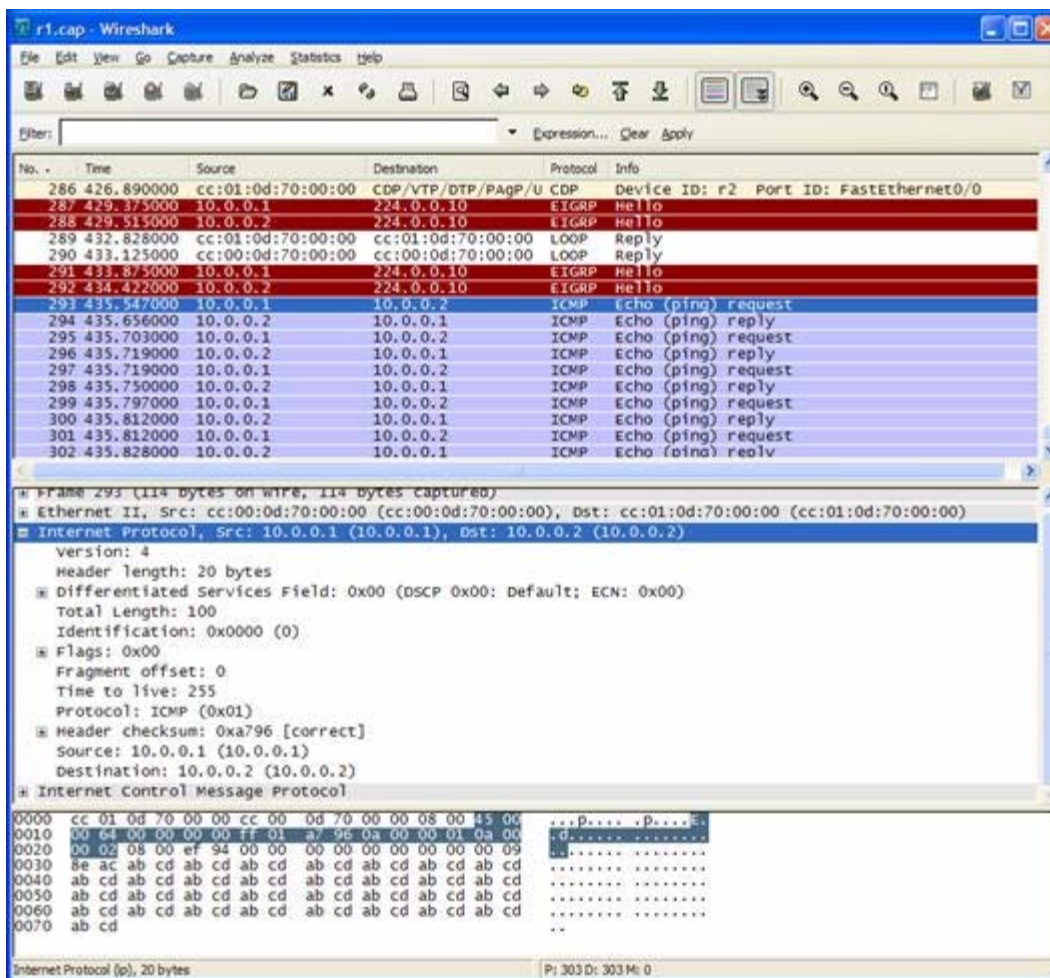 r1.cap - Wireshark
File Edit View Go Capture Analyze Statistics Help
Filter: Expression... Clear Apply
No. . Time Source Destination Protocol Info
286 426.890000 cc:01:0d:70:00:00 CDP/VTP/DTP/PAgP/U CDP Device ID: r2 Port ID: FastEthernet0/0
287 429.375000 10.0.0.1 224.0.0.10 EIGRP Hello
288 429.515000 10.0.0.2 224.0.0.10 EIGRP Hello
289 432.828000 cc:01:0d:70:00:00 cc:01:0d:70:00:00 LOOP Reply
290 433.125000 cc:00:0d:70:00:00 cc:00:0d:70:00:00 LOOP Reply
291 433.875000 10.0.0.1 224.0.0.10 EIGRP Hello
292 434.422000 10.0.0.2 224.0.0.10 EIGRP Hello
293 435.547000 10.0.0.1 10.0.0.2 ICMP Echo (ping) request
294 435.656000 10.0.0.2 10.0.0.1 ICMP Echo (ping) reply
295 435.703000 10.0.0.1 10.0.0.2 ICMP Echo (ping) request
296 435.719000 10.0.0.2 10.0.0.1 ICMP Echo (ping) reply
297 435.719000 10.0.0.1 10.0.0.2 ICMP Echo (ping) request
298 435.750000 10.0.0.2 10.0.0.1 ICMP Echo (ping) reply
299 435.797000 10.0.0.1 10.0.0.2 ICMP Echo (ping) request
300 435.812000 10.0.0.2 10.0.0.1 ICMP Echo (ping) reply
301 435.812000 10.0.0.1 10.0.0.2 ICMP Echo (ping) request
302 435.828000 10.0.0.2 10.0.0.1 ICMP Echo (ping) reply
Frame 293 (114 bytes on wire, 114 bytes captured)
Ethernet II, Src: cc:00:0d:70:00:00 (cc:00:0d:70:00:00), Dst: cc:01:0d:70:00:00 (cc:01:0d:70:00:00)
Internet Protocol, Src: 10.0.0.1 (10.0.0.1), Dst: 10.0.0.2 (10.0.0.2)
Version: 4
Header length: 20 bytes
Differentiated Services Field: 0x00 (DSCP 0x00: Default; ECN: 0x00)
Total Length: 100
Identification: 0x0000 (0)
Flags: 0x00
Fragment offset: 0
Time to live: 255
Protocol: ICMP (0x01)
Header checksum: 0xa796 [correct]
Source: 10.0.0.1 (10.0.0.1)
Destination: 10.0.0.2 (10.0.0.2)
Internet Control Message Protocol
0000 cc 01 0d 70 00 00 cc 00 0d 70 00 00 08 00 45 00 ...p.... .p....E.
0010 00 64 00 00 00 00 ff 01 a7 96 0a 00 00 01 0a 00 .d...... ........
0020 00 02 08 00 ef 94 00 00 00 00 00 00 00 00 00 09 ........ ........
0030 8e ac ab cd ab cd ab cd ab cd ab cd ab cd ab cd ........ ........
0040 ab cd ab cd ab cd ab cd ab cd ab cd ab cd ab cd ........ ........
0050 ab cd ab cd ab cd ab cd ab cd ab cd ab cd ab cd ........ ........
0060 ab cd ab cd ab cd ab cd ab cd ab cd ab cd ab cd ........ ........
0070 ab cd ..
Internet Protocol (ip), 20 bytes P: 303 D: 303 M: 0